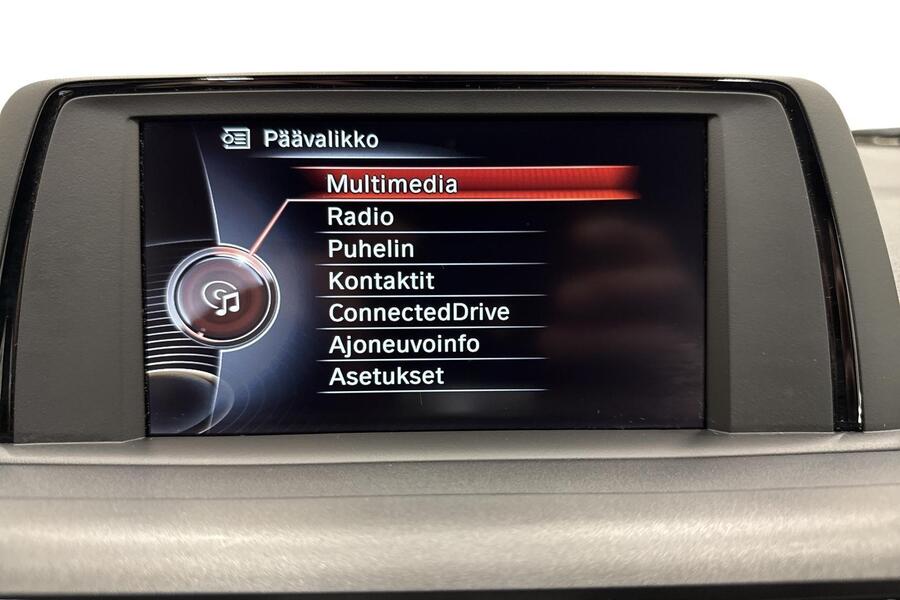 Päävalikko
Multimedia
Radio
Puhelin
Kontaktit
ConnectedDrive
Ajoneuvoinfo
Asetukset